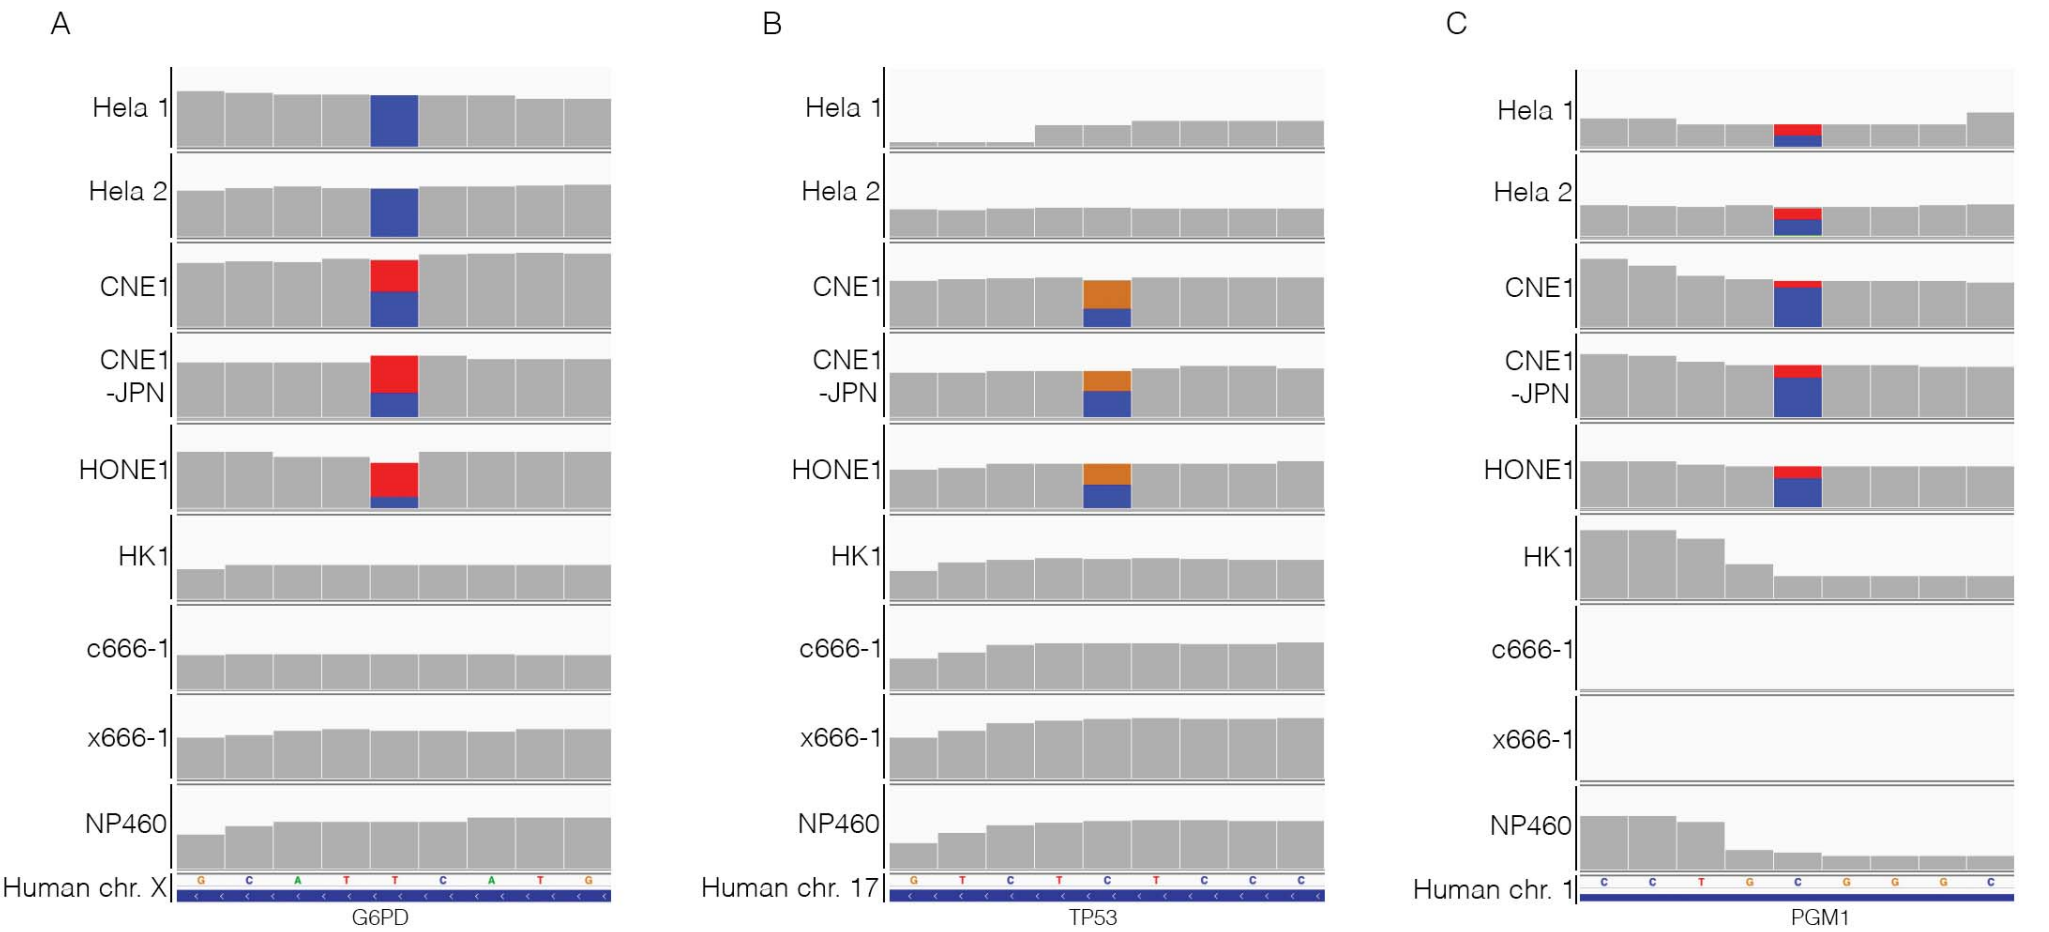 A
Hela 1
Hela 2
CNE1
CNE1
-JPN
HONE1
HK1
c666-1
x666-1
NP460
Human chr. X
G C A T T C A T G
G6PD
B
Hela 1
Hela 2
CNE1
CNE1
-JPN
HONE1
HK1
c666-1
x666-1
NP460
Human chr. 17
G T C T C T C C C
TP53
C
Hela 1
Hela 2
CNE1
CNE1
-JPN
HONE1
HK1
c666-1
x666-1
NP460
Human chr. 1
C C T G C G G G C
PGM1